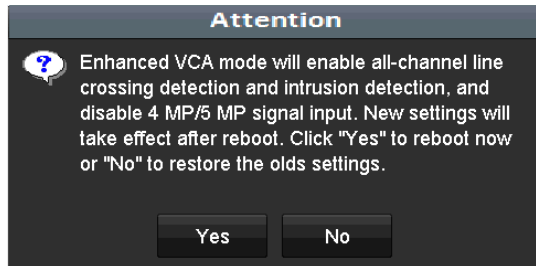 Attention
Enhanced VCA mode will enable all-channel line
crossing detection and intrusion detection, and
disable 4 MP/5 MP signal input. New settings will
take effect after reboot. Click "Yes" to reboot now
or "No" to restore the olds settings.
Yes
No